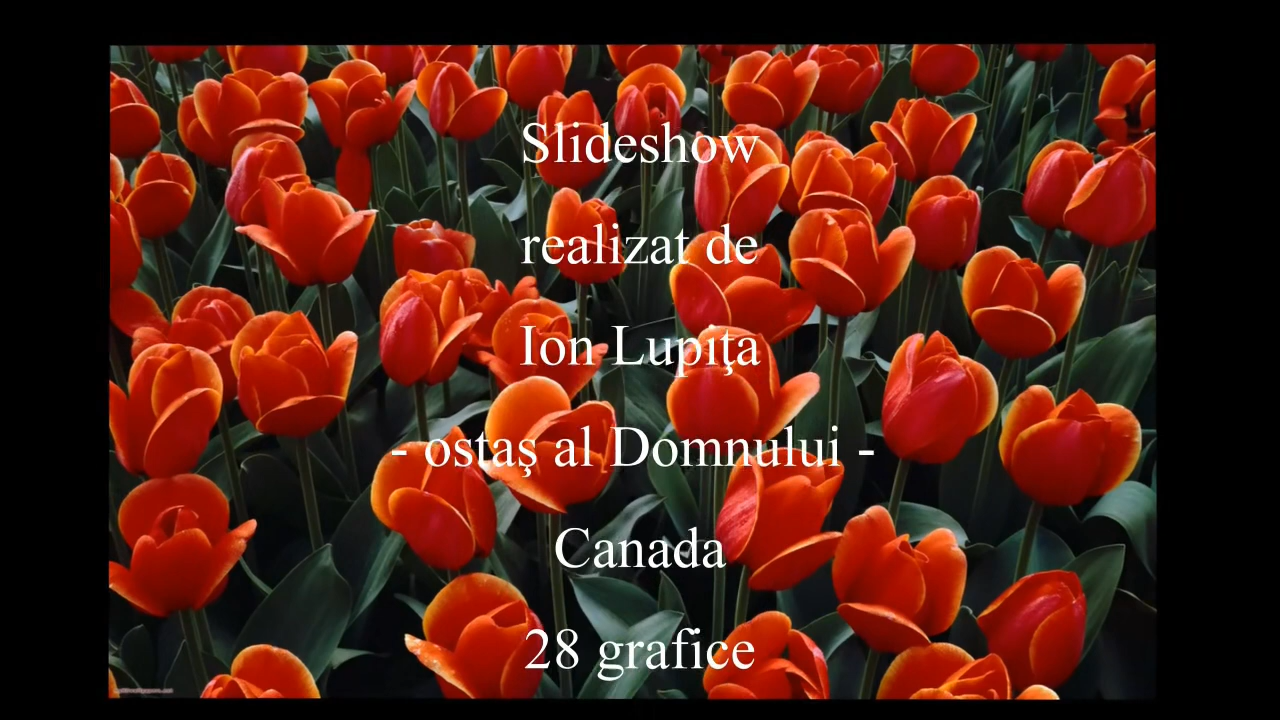 Slideshow
realizat de
Ion Lupiţa
- ostaş al Domnului -
Canada
28 grafice